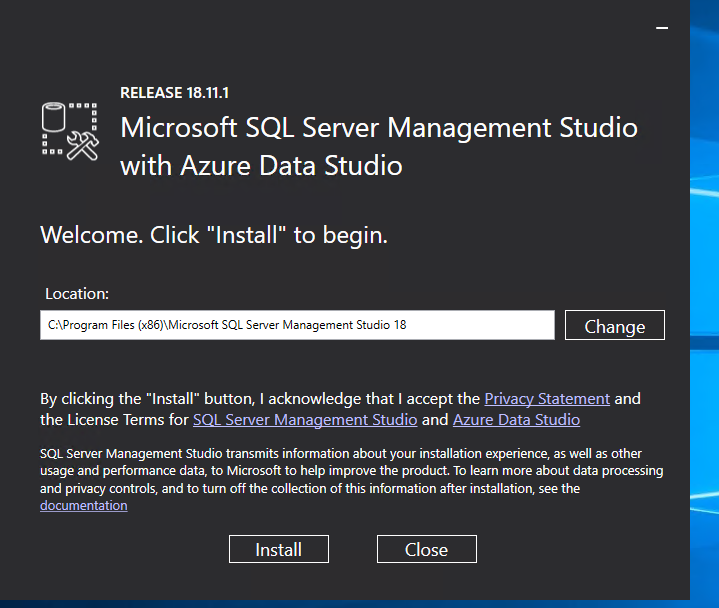 RELEASE 18.11.1
Microsoft SQL Server Management Studio
with Azure Data Studio
Welcome. Click "Install" to begin.
Location:
C:\Program Files (x86)\Microsoft SQL Server Management Studio 18
Change
By clicking the "Install" button, I acknowledge that I accept the Privacy Statement and
the License Terms for SQL Server Management Studio and Azure Data Studio
SQL Server Management Studio transmits information about your installation experience, as well as other
usage and performance data, to Microsoft to help improve the product. To learn more about data processing
and privacy controls, and to turn off the collection of this information after installation, see the
documentation
Install
Close